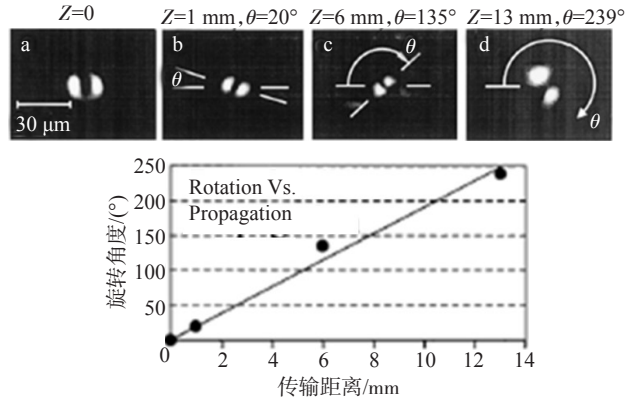 Z=0
Z=1 mm,θ=20°
Z=6 mm,θ=135°
Z=13 mm,θ=239°
a
b
c
d
θ
θ
θ
30 μm
250
200
150
100
50
0
Rotation Vs.
Propagation
旋转角度/(°)
2
4
6
8
10
12
14
传输距离/mm